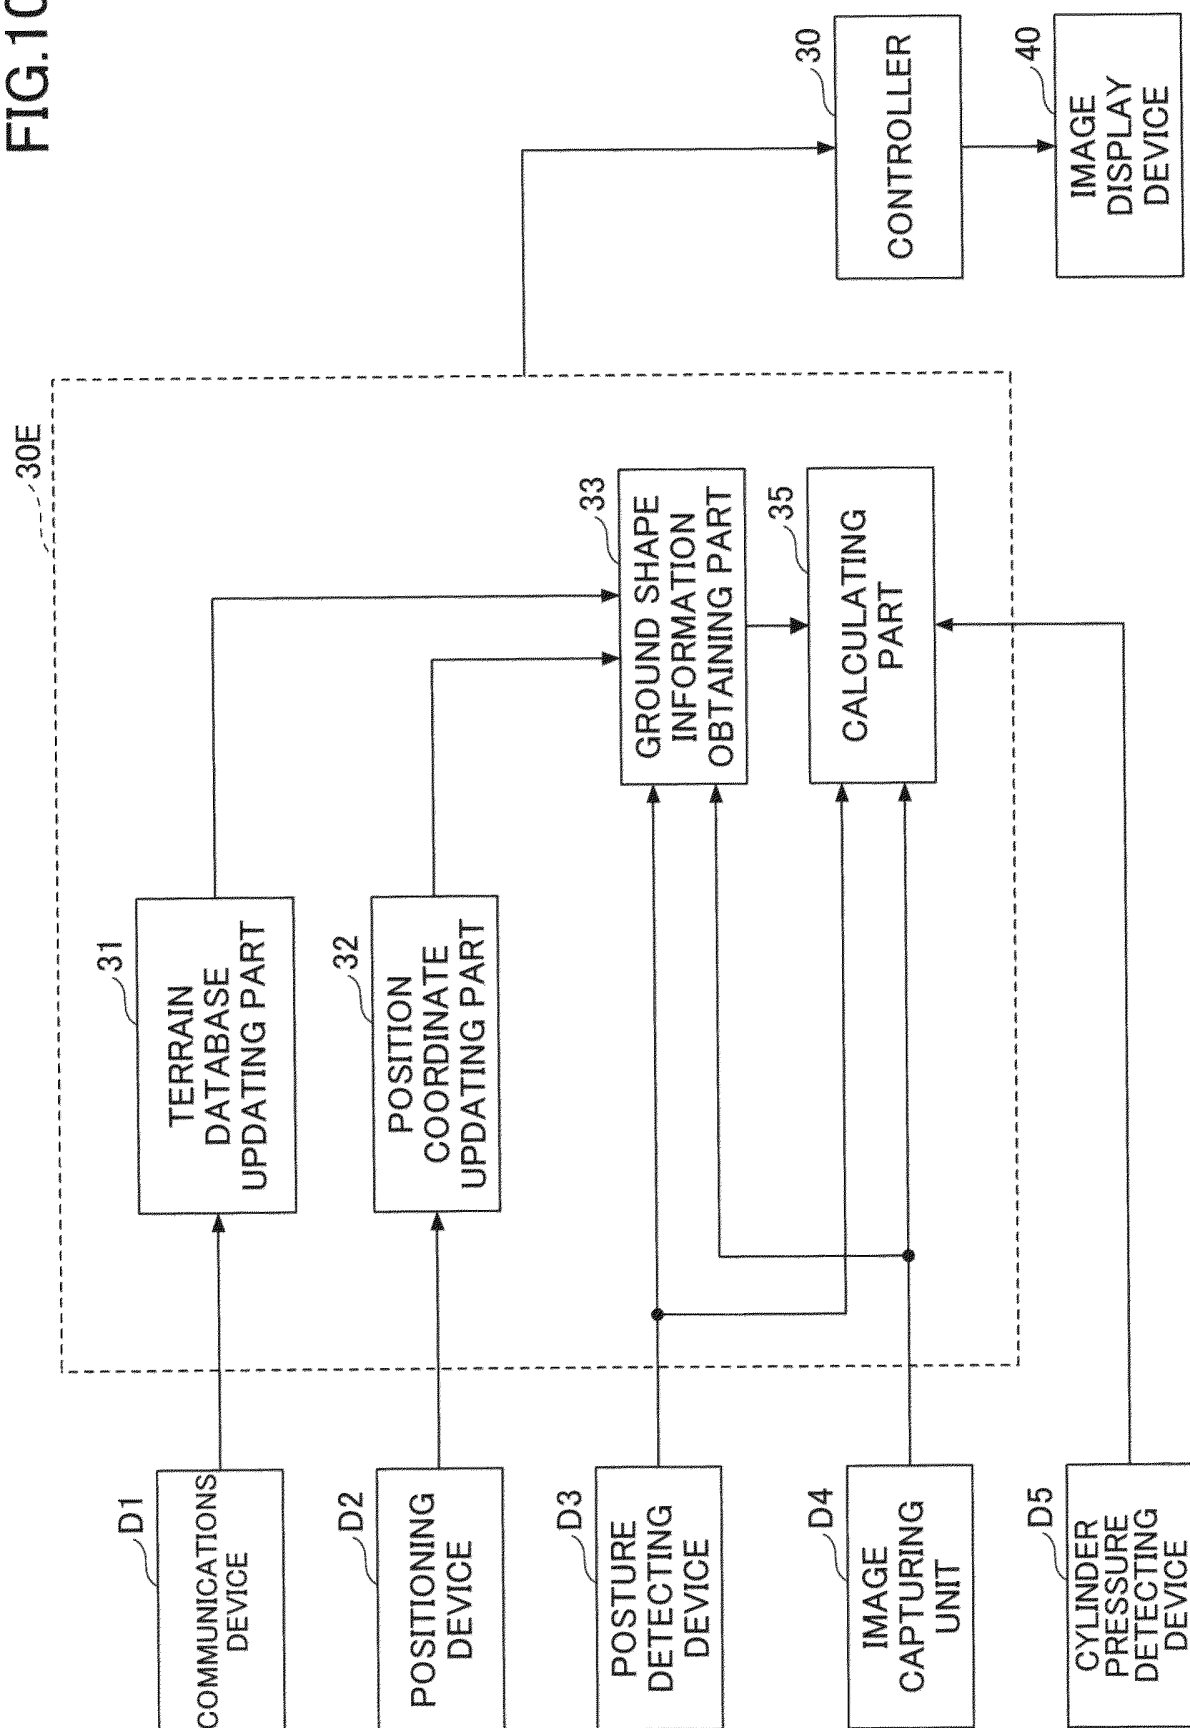 FIG.10
D1
COMMUNICATIONS
DEVICE
D2
POSITIONING
DEVICE
D3
POSTURE
DETECTING
DEVICE
D4
IMAGE
CAPTURING
UNIT
D5
CYLINDER
PRESSURE
DETECTING
DEVICE
30E
31
TERRAIN
DATABASE
UPDATING PART
32
POSITION
COORDINATE
UPDATING PART
33
GROUND SHAPE
INFORMATION
OBTAINING PART
35
CALCULATING
PART
30
CONTROLLER
40
IMAGE
DISPLAY
DEVICE